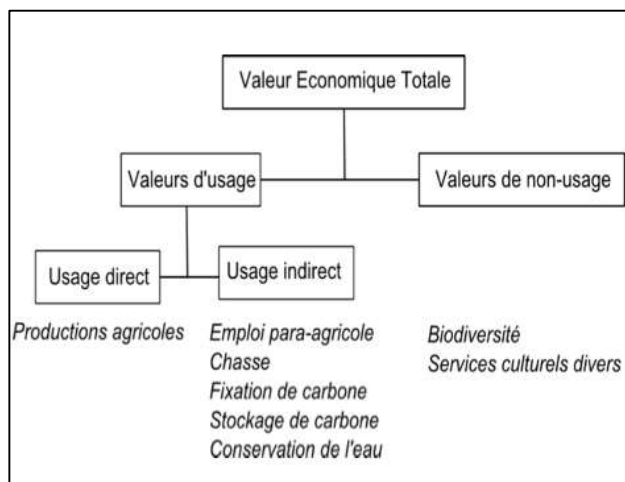 Valeur Economique Totale
Valeurs d'usage
Valeurs de non-usage
Usage direct
Usage indirect
Productions agricoles
Emploi para-agricole
Chasse
Fixation de carbone
Stockage de carbone
Conservation de l'eau
Biodiversité
Services culturels divers